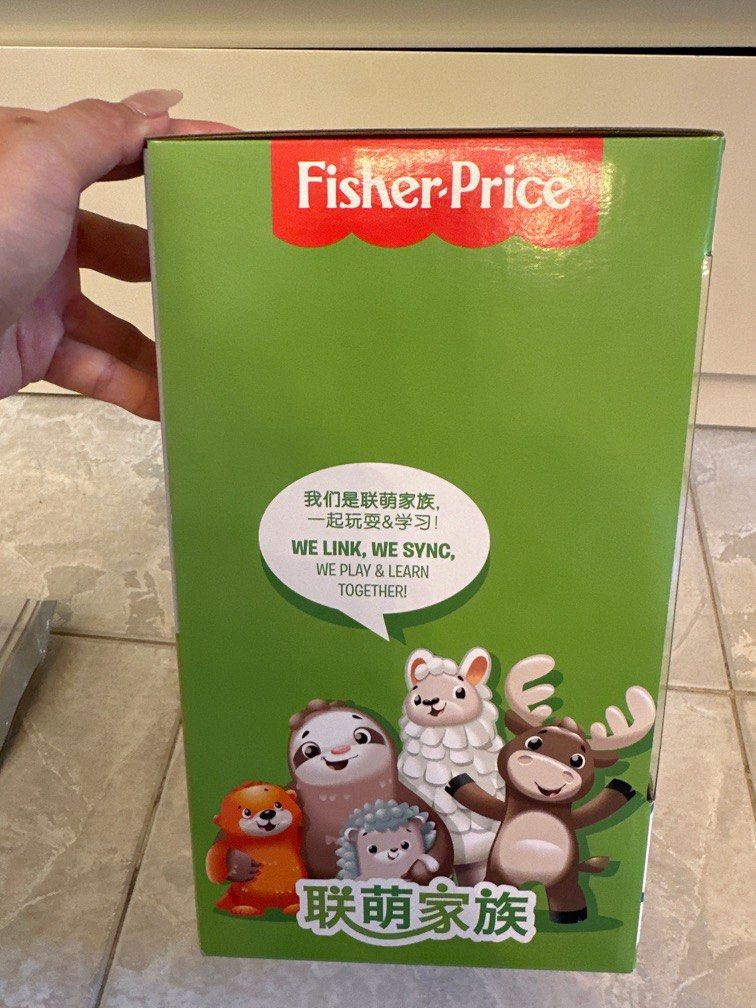 Fisher-Price
我们是联萌家族，
一起玩耍&学习！
WE LINK, WE SYNC,
WE PLAY & LEARN
TOGETHER!
联萌家族